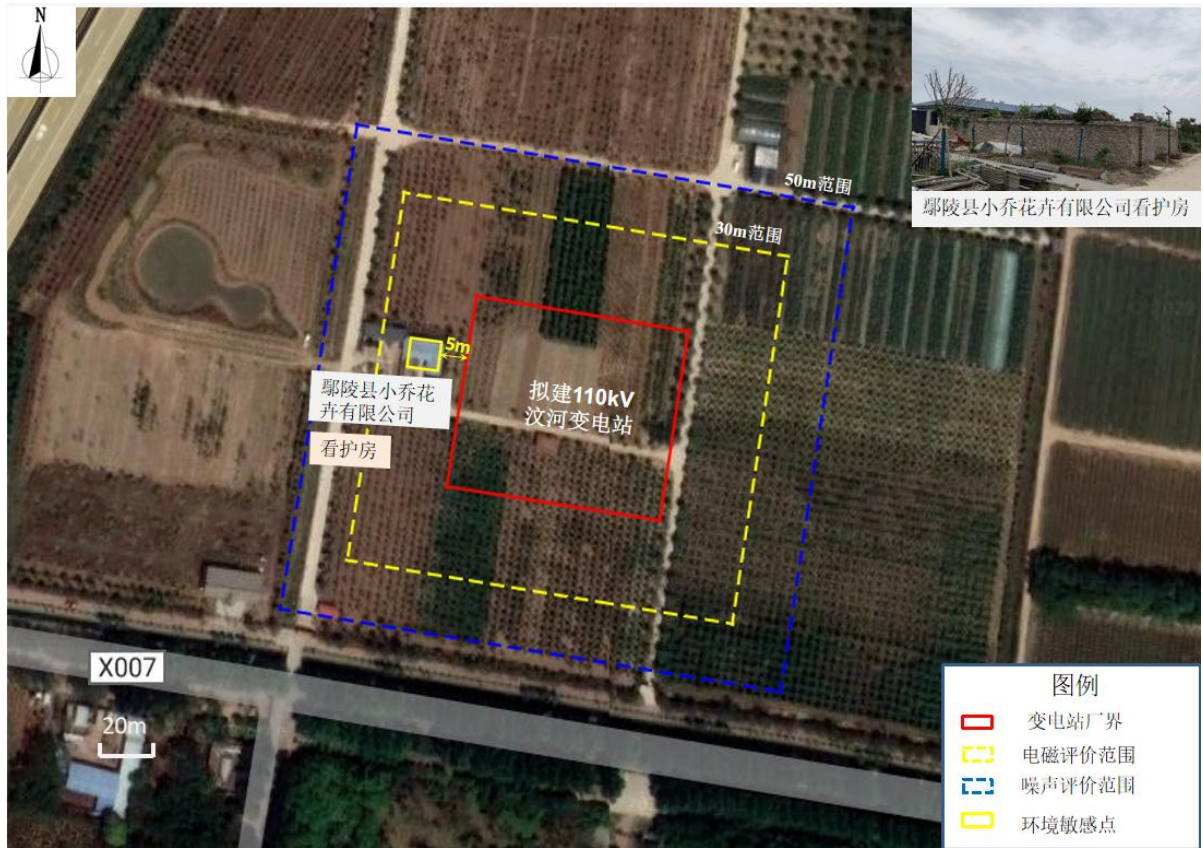 N
鄢陵县小乔花卉有限公司看护房
50m范围
30m范围
5m
鄢陵县小乔花
卉有限公司
看护房
拟建110kV
汶河变电站
X007
20m
图例
变电站厂界
电磁评价范围
噪声评价范围
环境敏感点